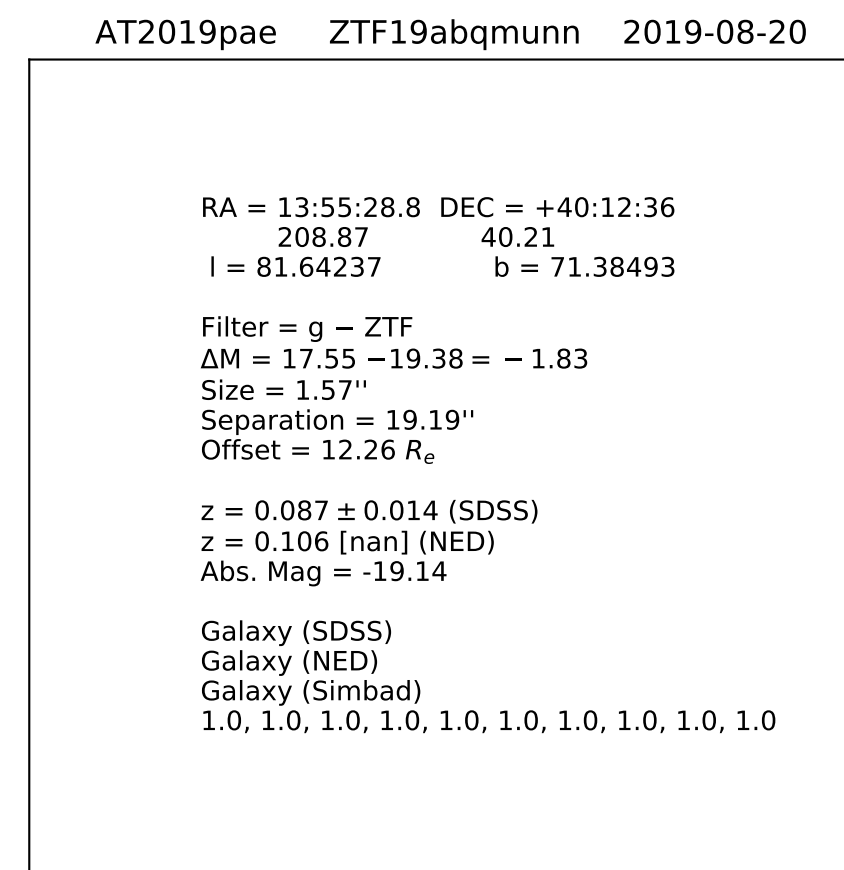 AT2019pae ZTF19abqmunn 2019-08-20
RA = 13:55:28.8 DEC = +40:12:36
208.87 40.21
l = 81.64237 b = 71.38493
Filter = g − ZTF
ΔM = 17.55 −19.38 = − 1.83
Size = 1.57''
Separation = 19.19''
Offset = 12.26 Rₑ
z = 0.087 ± 0.014 (SDSS)
z = 0.106 [nan] (NED)
Abs. Mag = -19.14
Galaxy (SDSS)
Galaxy (NED)
Galaxy (Simbad)
1.0, 1.0, 1.0, 1.0, 1.0, 1.0, 1.0, 1.0, 1.0, 1.0